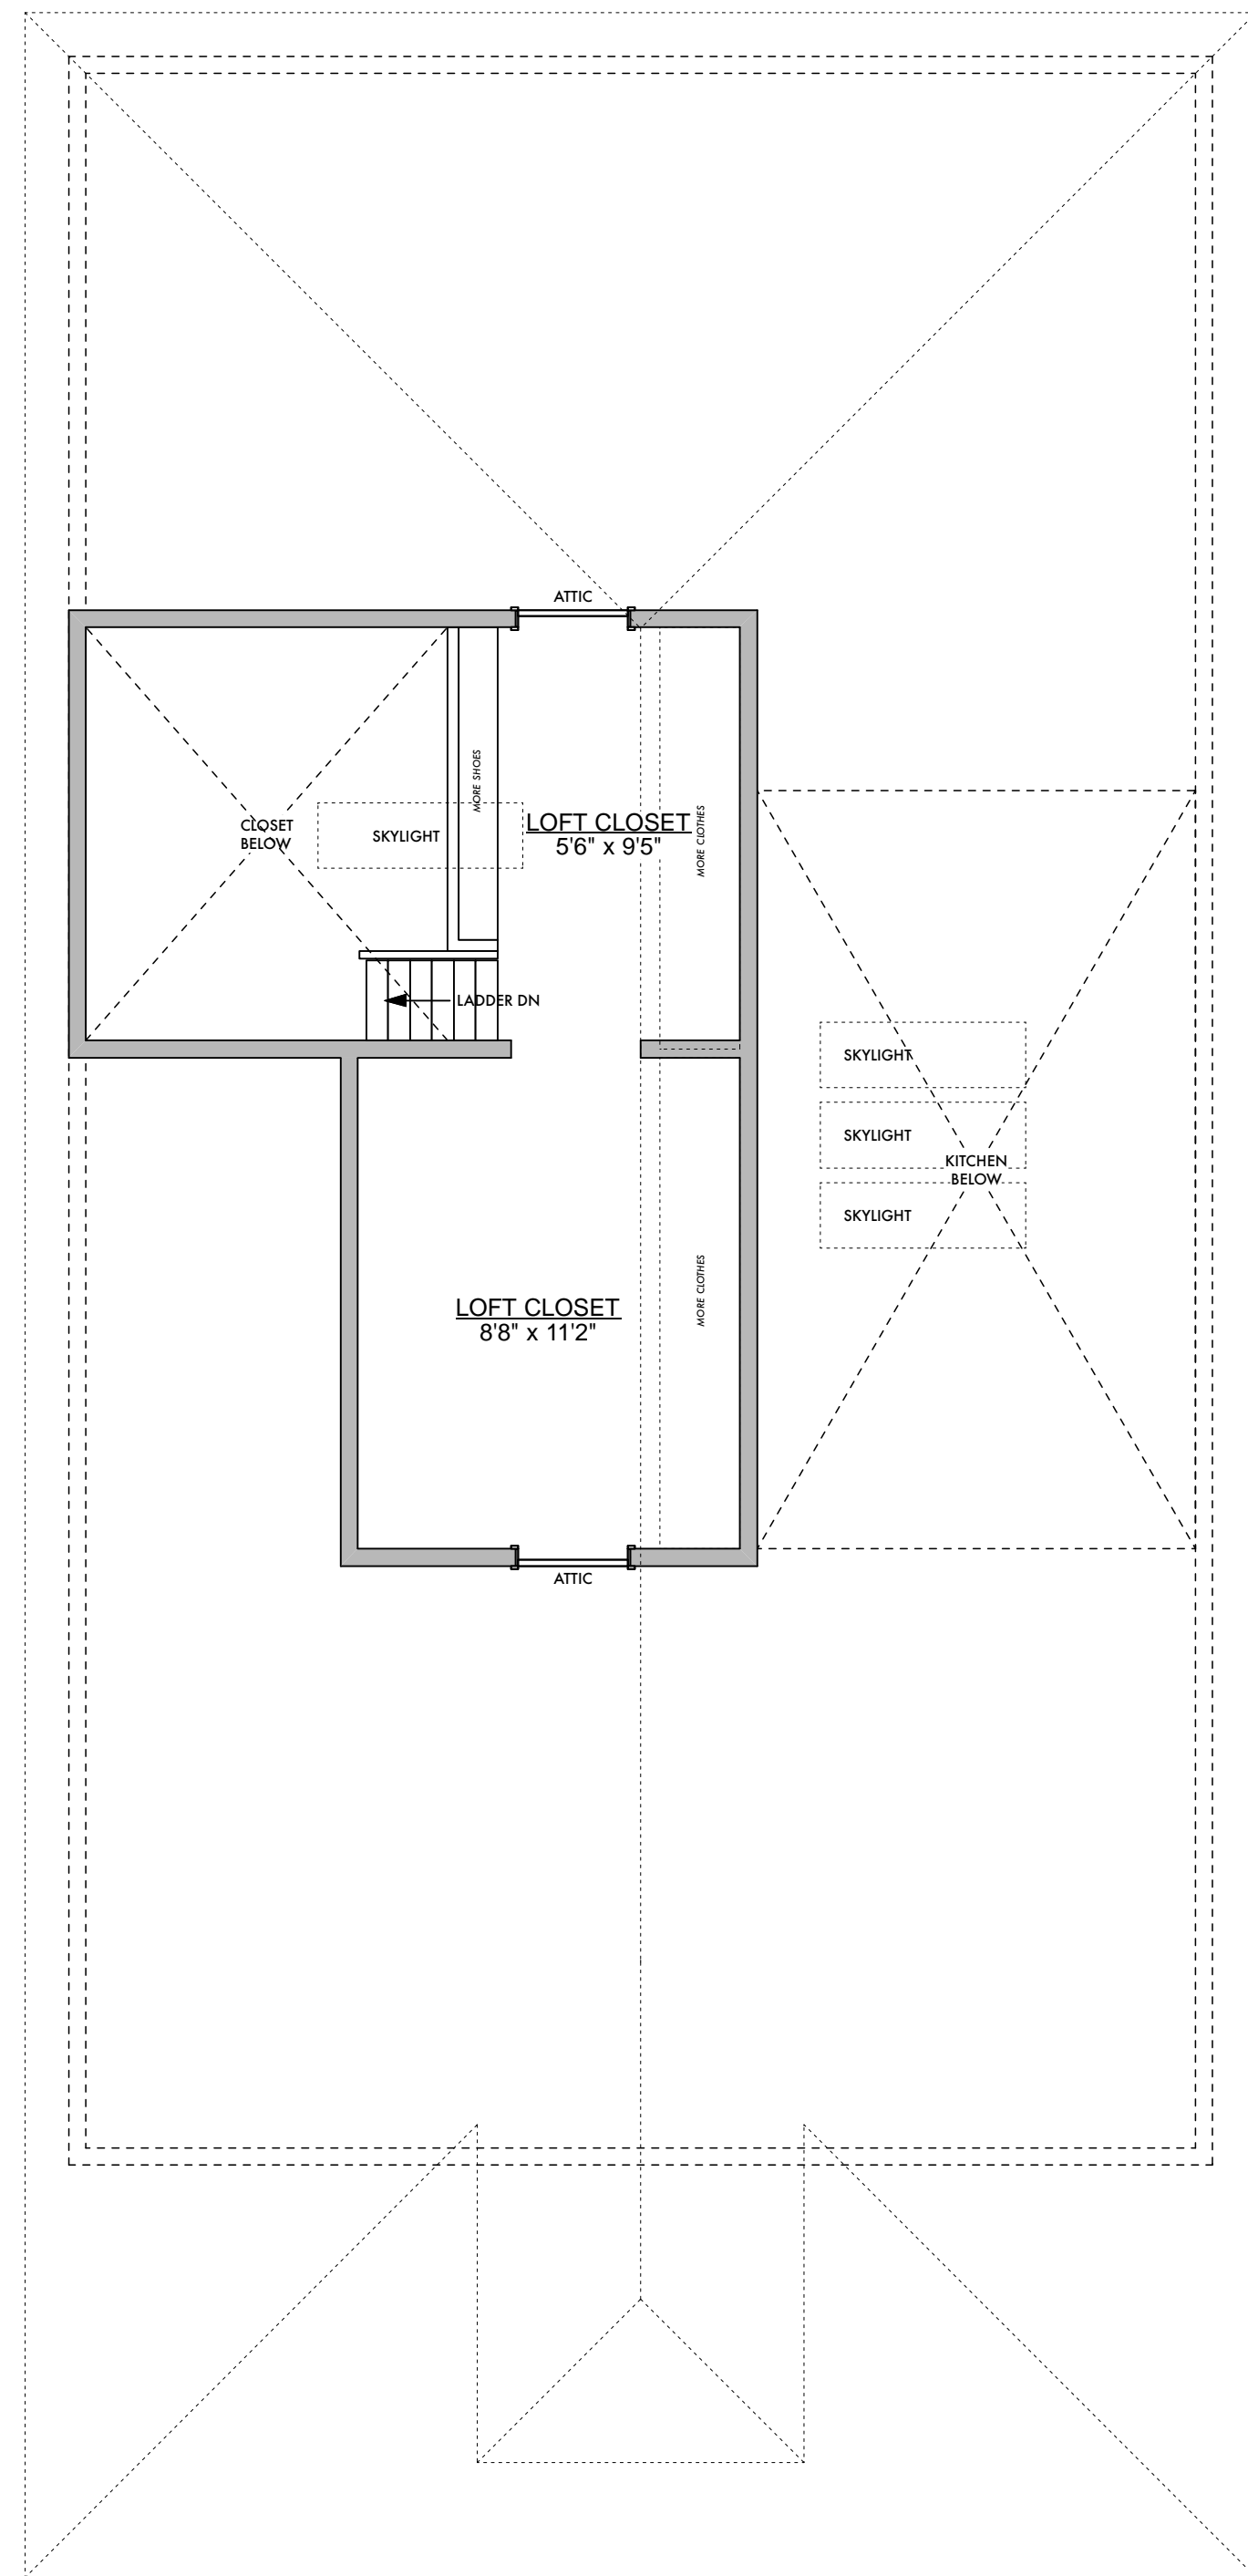 ATTIC
MORE SHOES
CLOSET
BELOW
SKYLIGHT
LOFT CLOSET
5'6" x 9'5"
MORE CLOTHES
LADDER DN
SKYLIGHT
SKYLIGHT
KITCHEN
BELOW
SKYLIGHT
LOFT CLOSET
8'8" x 11'2"
MORE CLOTHES
ATTIC